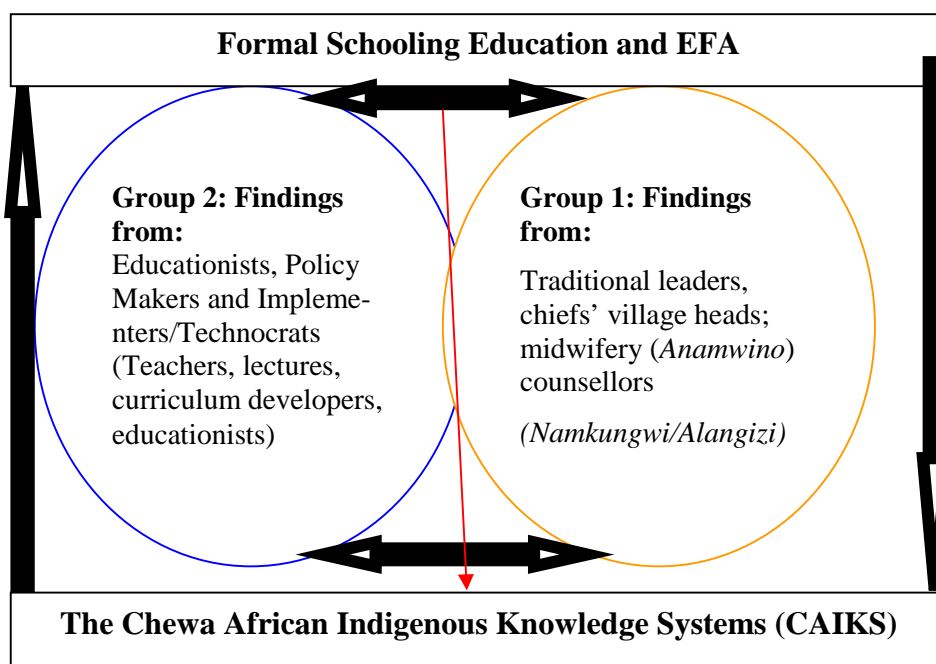 Formal Schooling Education and EFA
Group 2: Findings
from:
Educationists, Policy
Makers and Impleme-
nters/Technocrats
(Teachers, lectures,
curriculum developers,
educationists)
Group 1: Findings
from:
Traditional leaders,
chiefs’ village heads;
midwifery (Anamwino)
counsellors
(Namkungwi/Alangizi)
The Chewa African Indigenous Knowledge Systems (CAIKS)